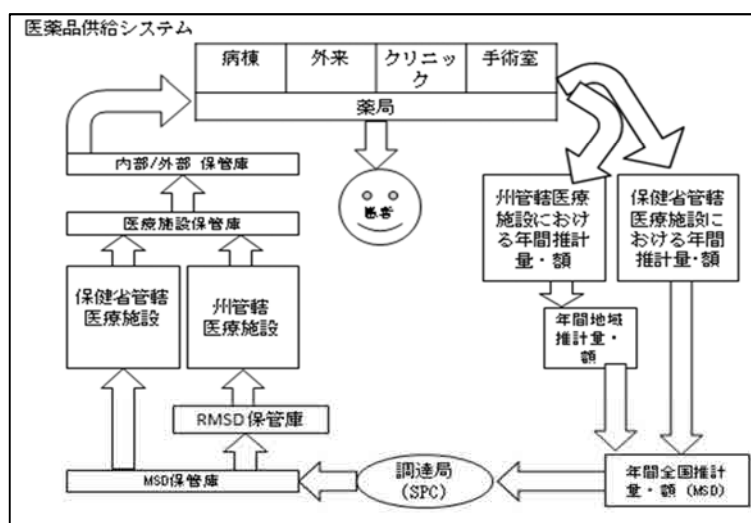 医薬品供給システム
病棟
外来
クリニッ
ク
手術室
薬局
内部/外部 保管庫
患者
医療施設保管庫
州管轄医療
施設におけ
る年間推計
量・額
保健省管轄
医療施設に
おける年間
推計量・額
保健省管轄
医療施設
州管轄
医療施設
年間地域
推計量・
額
RMSD保管庫
MSD保管庫
調達局
(SPC)
年間全国推計
量・額 (MSD)